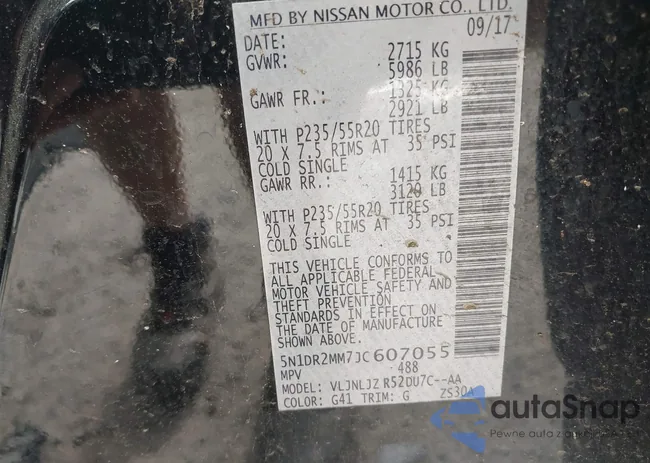 MFD BY NISSAN MOTOR CO., LTD.
DATE: 09/17
GVWR: 2715 KG
5986 LB
GAWR FR.: 1325 KG
2921 LB
WITH P235/55R20 TIRES
20 X 7.5 RIMS AT 35 PSI
COLD SINGLE
GAWR RR.: 1415 KG
3120 LB
WITH P235/55R20 TIRES
20 X 7.5 RIMS AT 35 PSI
COLD SINGLE
THIS VEHICLE CONFORMS TO
ALL APPLICABLE FEDERAL
MOTOR VEHICLE SAFETY AND
THEFT PREVENTION
STANDARDS IN EFFECT ON
THE DATE OF MANUFACTURE
SHOWN ABOVE.
5N1DR2MM7JC607055
MPV 488
MODEL: VLJNLJZ R52DU7C--AA
COLOR: G41 TRIM: G ZS30A
autaSnap
Pewne auta z